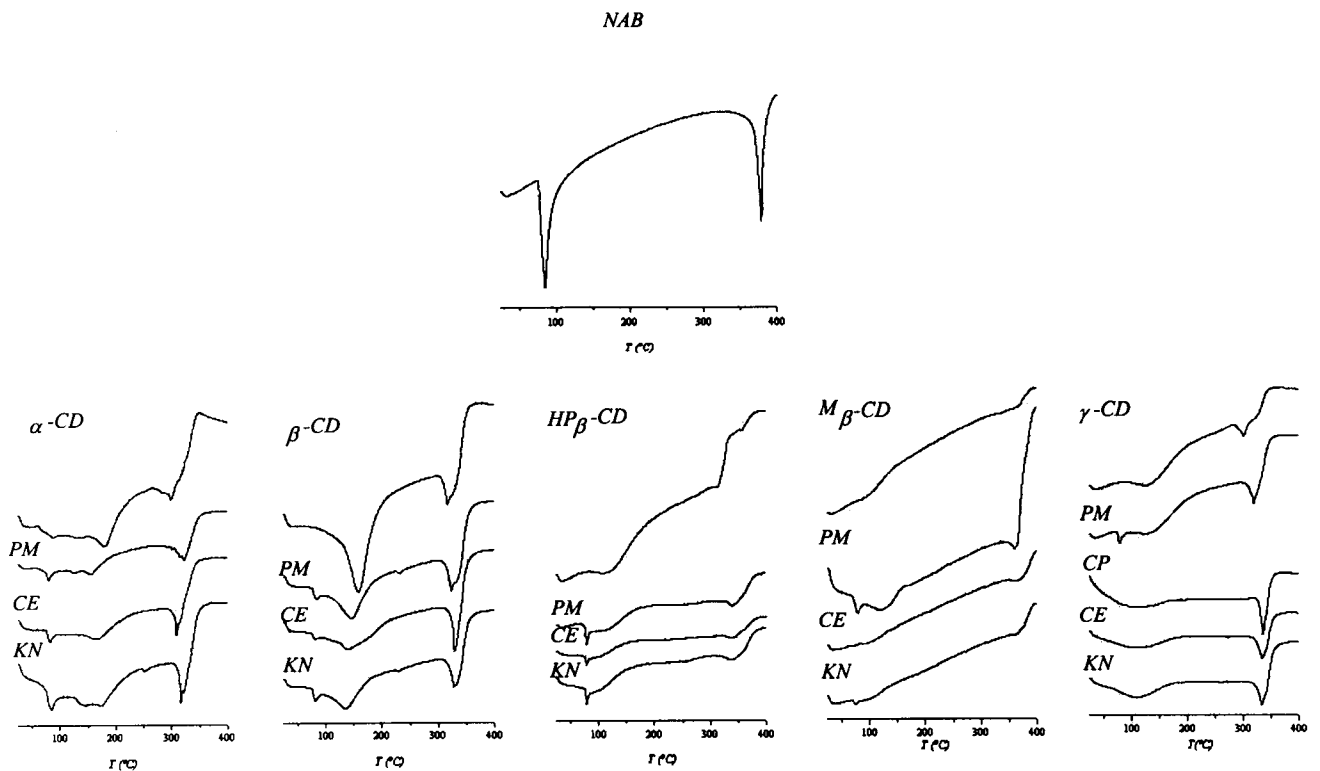 NAB
100 200 300 400
T (°C)
α -CD
PM
CE
KN
100 200 300 400
T (°C)
β -CD
PM
CE
KN
100 200 300 400
T (°C)
HPβ -CD
PM
CE
KN
100 200 300 400
T (°C)
Mβ -CD
PM
CE
KN
100 200 300 400
T (°C)
γ -CD
PM
CP
CE
KN
100 200 300 400
T(°C)